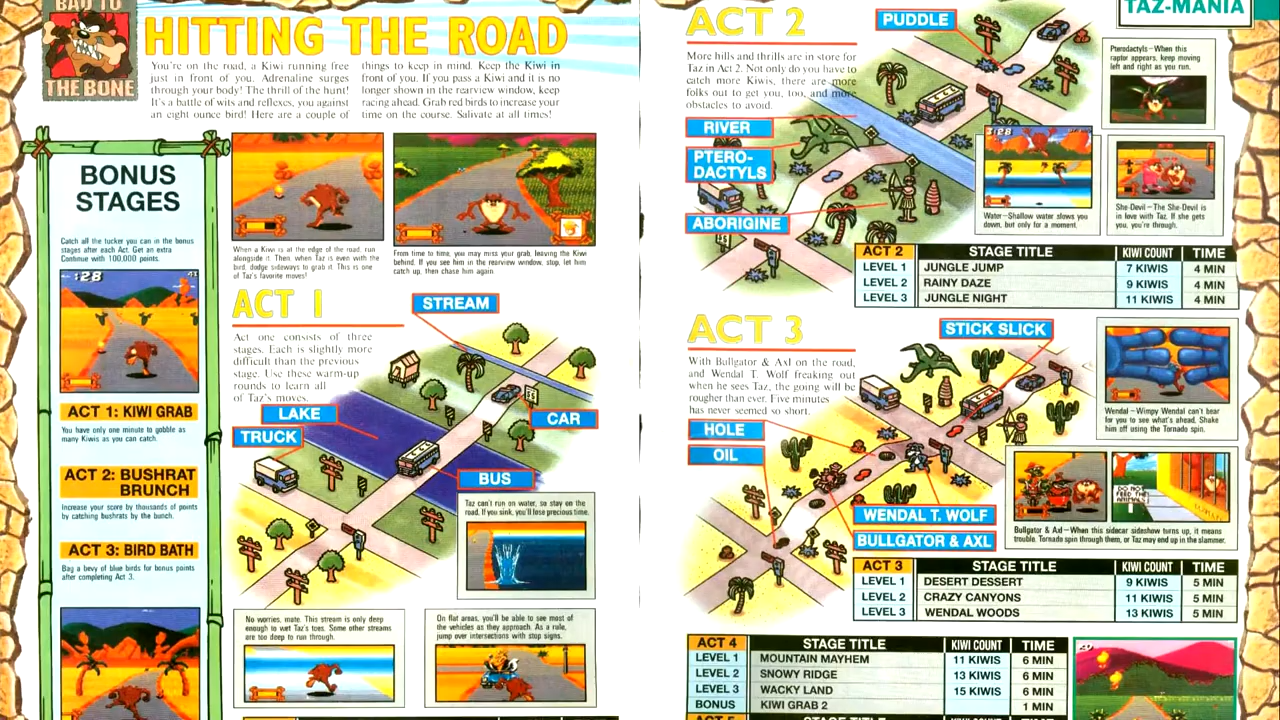 BAD TO
THE BONE
HITTING THE ROAD
You're on the road, a Kiwi running free
just in front of you. Adrenaline surges
through your body! The thrill of the hunt!
It's a battle of wits and reflexes, you against
an eight ounce bird! Here are a couple of
things to keep in mind. Keep the Kiwi in
front of you. If you pass a Kiwi and it is no
longer shown in the rearview window, keep
racing ahead. Grab red birds to increase your
time on the course. Salivate at all times!
BONUS
STAGES
Catch all the tucker you can in the bonus
stages after each Act. Get an extra
Continue with 100,000 points.
1:28
ACT 1: KIWI GRAB
You have only one minute to gobble as
many Kiwis as you can catch.
ACT 2: BUSHRAT
BRUNCH
Increase your score by thousands of points
by catching bushrats by the bunch.
ACT 3: BIRD BATH
Bag a bevy of blue birds for bonus points
after completing Act 3.
When a Kiwi is at the edge of the road, run
alongside it. Then, when Taz is even with the
bird, dodge sideways to grab it. This is one
of Taz's favorite moves!
From time to time, you may miss your grab, leaving the Kiwi
behind. If you see him in the rearview window, stop, let him
catch up, then chase him again.
ACT 1
Act one consists of three
stages. Each is slightly more
difficult than the previous
stage. Use these warm-up
rounds to learn all
of Taz's moves.
STREAM
LAKE
TRUCK
CAR
BUS
Taz can't run on water, so stay on the
road. If you sink, you'll lose precious time.
No worries, mate. This stream is only deep
enough to wet Taz's toes. Some other streams
are too deep to run through.
On flat areas, you'll be able to see most of
the vehicles as they approach. As a rule,
jump over intersections with stop signs.
TAZ-MANIA
ACT 2
More hills and thrills are in store for
Taz in Act 2. Not only do you have to
catch more Kiwis, there are more
folks out to get you, too, and more
obstacles to avoid.
PUDDLE
RIVER
PTERO-
DACTYLS
ABORIGINE
Pterodactyls—When this
raptor appears, keep moving
left and right as you run.
3:28
Water—Shallow water slows you
down, but only for a moment.
She-Devil—The She-Devil is
in love with Taz. If she gets
you, you're through.
ACT 2 STAGE TITLE KIWI COUNT TIME
LEVEL 1 JUNGLE JUMP 7 KIWIS 4 MIN
LEVEL 2 RAINY DAZE 9 KIWIS 4 MIN
LEVEL 3 JUNGLE NIGHT 11 KIWIS 4 MIN
ACT 3
With Bullgator & Axl on the road,
and Wendal T. Wolf freaking out
when he sees Taz, the going will be
rougher than ever. Five minutes
has never seemed so short.
STICK SLICK
HOLE
OIL
WENDAL T. WOLF
BULLGATOR & AXL
Wendal—Wimpy Wendal can't bear
for you to see what's ahead. Shake
him off using the Tornado spin.
DO NOT
FEED THE
ANIMALS
Bullgator & Axl—When this sidecar sideshow turns up, it means
trouble. Tornado spin through them, or Taz may end up in the slammer.
ACT 3 STAGE TITLE KIWI COUNT TIME
LEVEL 1 DESERT DESSERT 9 KIWIS 5 MIN
LEVEL 2 CRAZY CANYONS 11 KIWIS 5 MIN
LEVEL 3 WENDAL WOODS 13 KIWIS 5 MIN
ACT 4 STAGE TITLE KIWI COUNT TIME
LEVEL 1 MOUNTAIN MAYHEM 11 KIWIS 6 MIN
LEVEL 2 SNOWY RIDGE 13 KIWIS 6 MIN
LEVEL 3 WACKY LAND 15 KIWIS 6 MIN
BONUS KIWI GRAB 2 1 MIN
ACT 5 STAGE TITLE KIWI COUNT TIME